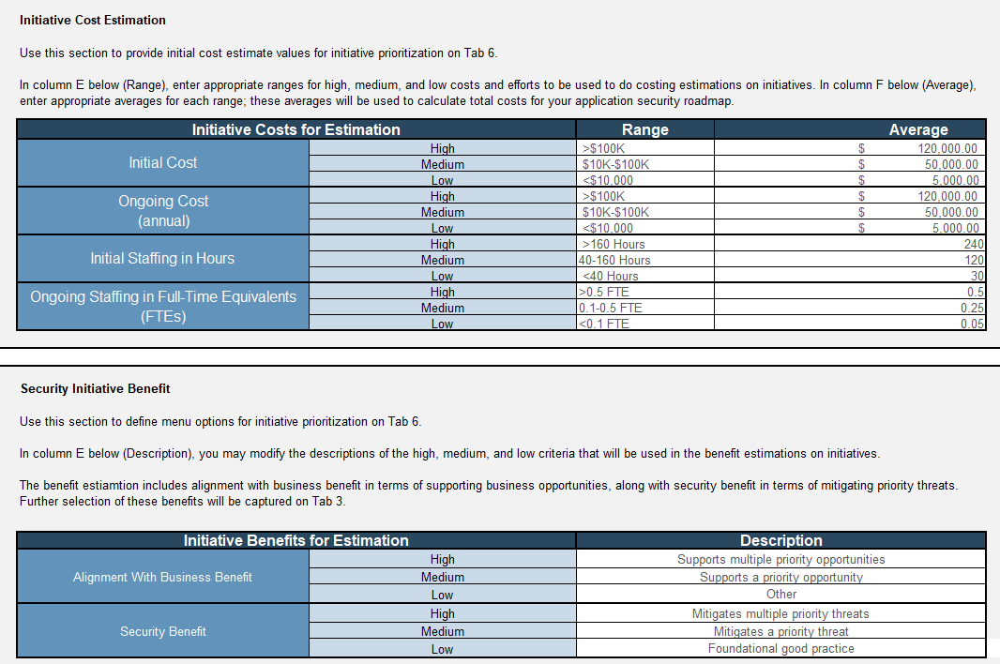 Initiative Cost Estimation
Use this section to provide initial cost estimate values for initiative prioritization on Tab 6.
In column E below (Range), enter appropriate ranges for high, medium, and low costs and efforts to be used to do costing estimations on initiatives. In column F below (Average),
enter appropriate averages for each range; these averages will be used to calculate total costs for your application security roadmap.
Initiative Costs for Estimation Range Average
Initial Cost
High >$100K $ 120,000.00
Medium $10K-$100K $ 50,000.00
Low <$10,000 $ 5,000.00
Ongoing Cost
(annual)
High >$100K $ 120,000.00
Medium $10K-$100K $ 50,000.00
Low <$10,000 $ 5,000.00
Initial Staffing in Hours
High >160 Hours 240
Medium 40-160 Hours 120
Low <40 Hours 30
Ongoing Staffing in Full-Time Equivalents
(FTEs)
High >0.5 FTE 0.5
Medium 0.1-0.5 FTE 0.25
Low <0.1 FTE 0.05
Security Initiative Benefit
Use this section to define menu options for initiative prioritization on Tab 6.
In column E below (Description), you may modify the descriptions of the high, medium, and low criteria that will be used in the benefit estimations on initiatives.
The benefit estiamtion includes alignment with business benefit in terms of supporting business opportunities, along with security benefit in terms of mitigating priority threats.
Further selection of these benefits will be captured on Tab 3.
Initiative Benefits for Estimation Description
Alignment With Business Benefit
High Supports multiple priority opportunities
Medium Supports a priority opportunity
Low Other
Security Benefit
High Mitigates multiple priority threats
Medium Mitigates a priority threat
Low Foundational good practice